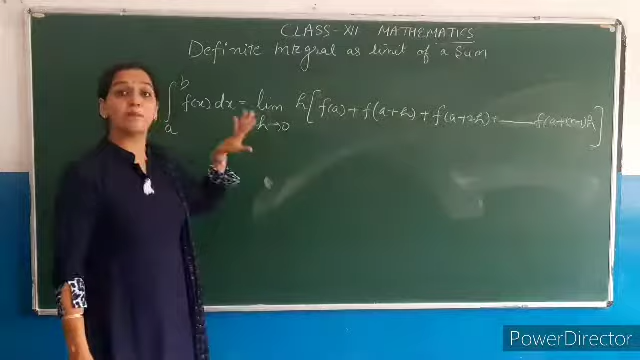 CLASS-XII MATHEMATICS
Definite Integral as limit of a Sum
∫ₐᵇ f(x) dx = lim h→0 h[f(a) + f(a+h) + f(a+2h) + ——— f(a+(n-1)h]
PowerDirector